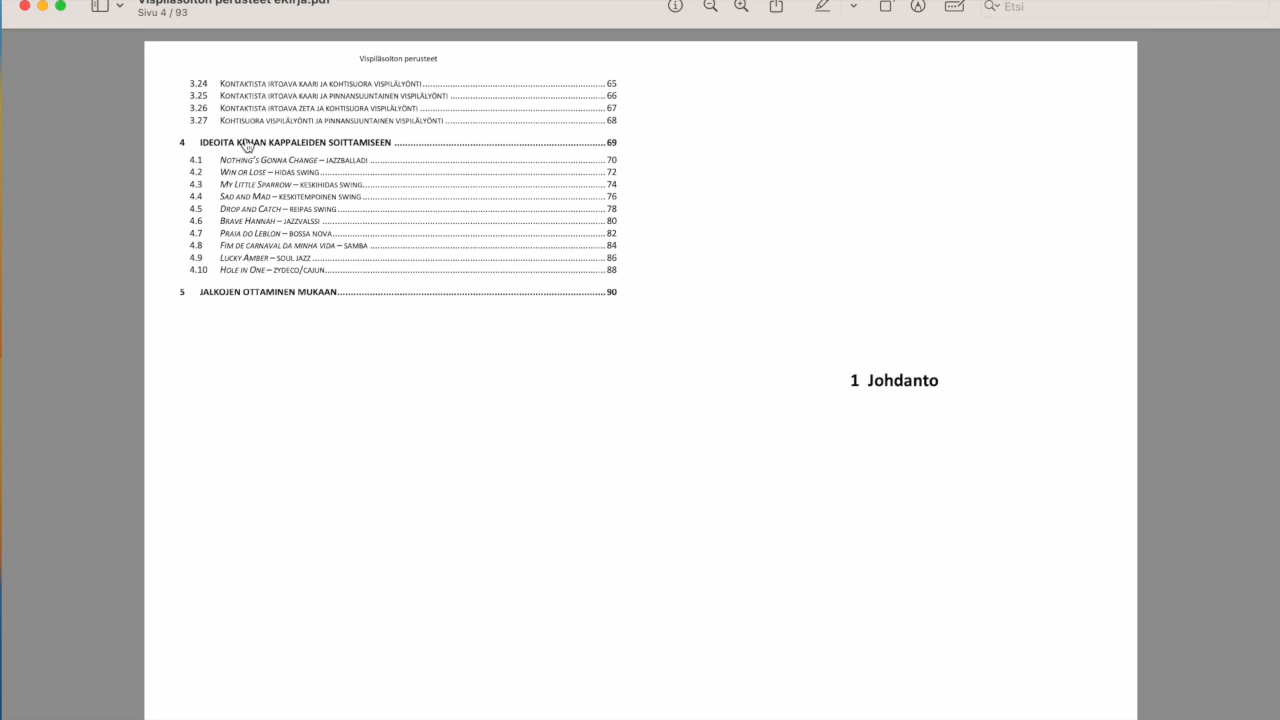 Vispiläsoiton perusteet eKirja.pdf
Sivu 4 / 93
Etsi
Vispiläsoiton perusteet
3.24 Kontaktista irtoava kaari ja kohtisuora vispilälyönti 65
3.25 Kontaktista irtoava kaari ja pinnansuuntainen vispilälyönti 66
3.26 Kontaktista irtoava zeta ja kohtisuora vispilälyönti 67
3.27 Kohtisuora vispilälyönti ja pinnansuuntainen vispilälyönti 68
4 IDEOITA KAPPALEIDEN SOITTAMISEEN 69
4.1 Nothing's Gonna Change – jazzballadi 70
4.2 Win or Lose – hidas swing 72
4.3 My Little Sparrow – keskihidas swing 74
4.4 Sad and Mad – keskitempoinen swing 76
4.5 Drop and Catch – reipas swing 78
4.6 Brave Hannah – jazzvalssi 80
4.7 Praia do Leblon – bossa nova 82
4.8 Fim de carnaval da minha vida – samba 84
4.9 Lucky Amber – soul jazz 86
4.10 Hole in One – zydeco/cajun 88
5 JALKOJEN OTTAMINEN MUKAAN 90
1 Johdanto